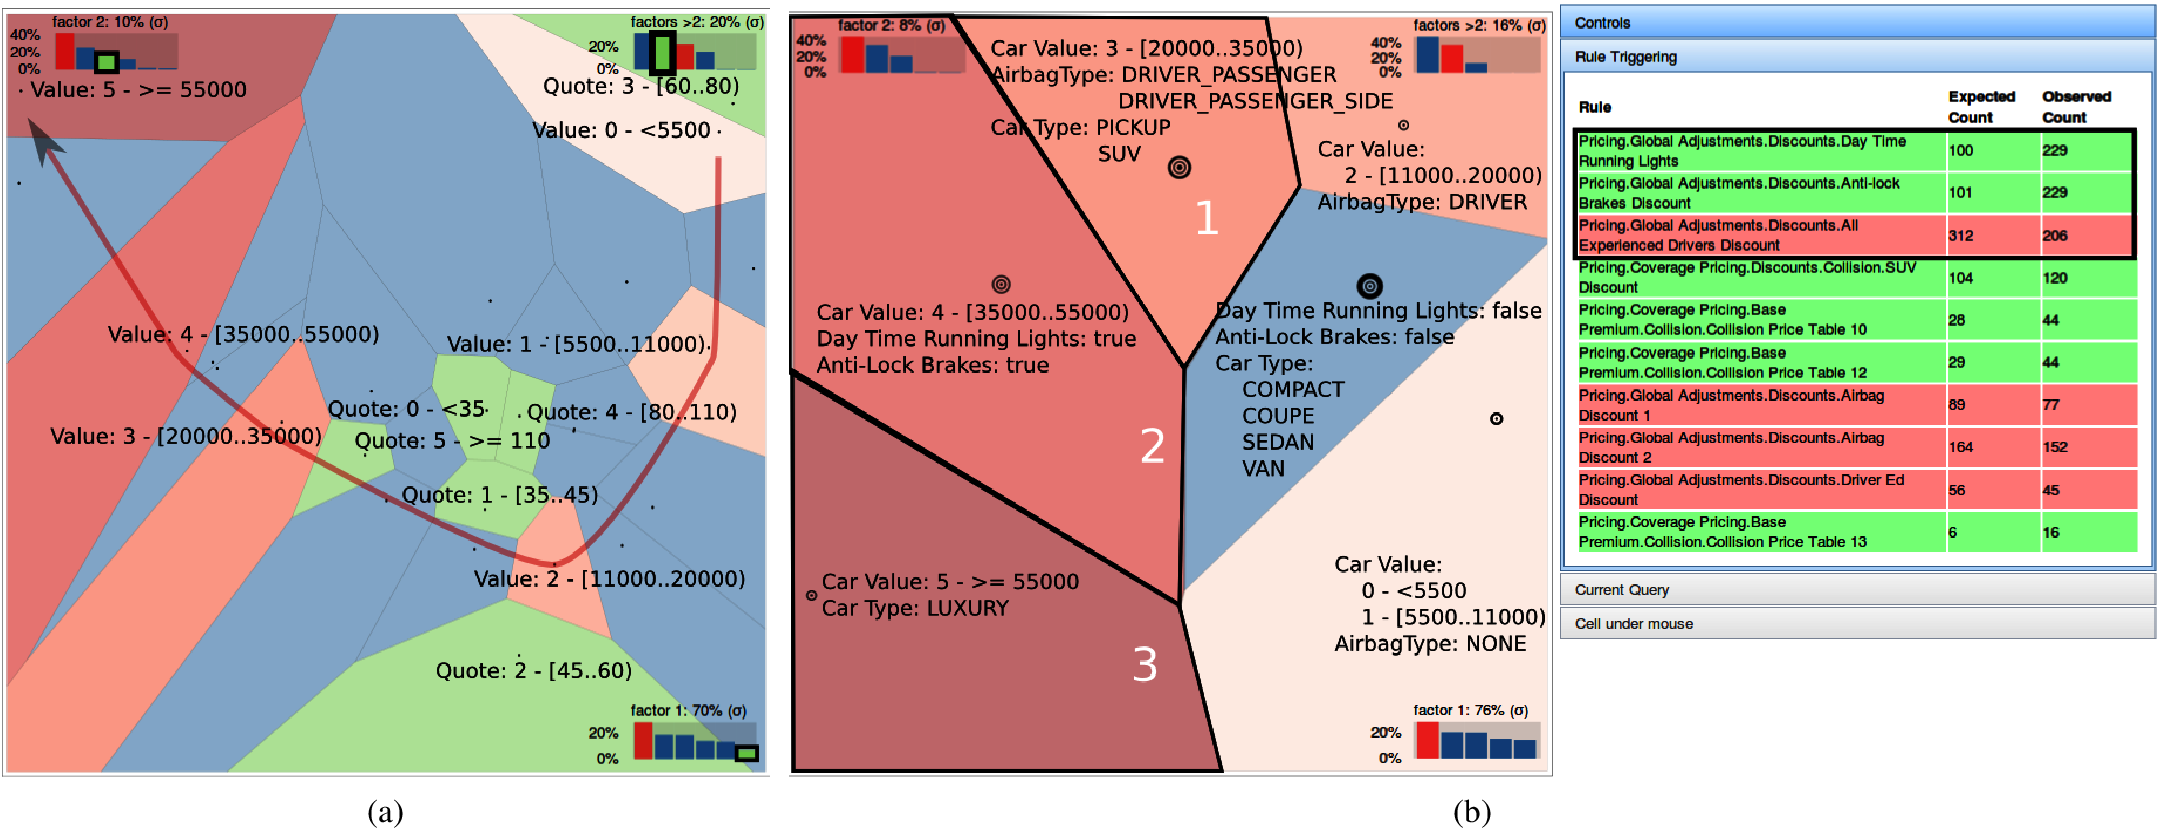 factor 2: 10% (σ)
40%
20%
0%
factors >2: 20% (σ)
20%
0%
Value: 5 - >= 55000
Quote: 3 - [60..80)
Value: 0 - <5500
Value: 4 - [35000..55000)
Value: 1 - [5500..11000)
Quote: 0 - <35
Quote: 4 - [80..110)
Value: 3 - [20000..35000)
Quote: 5 - >= 110
Quote: 1 - [35..45)
Value: 2 - [11000..20000)
Quote: 2 - [45..60)
factor 1: 70% (σ)
20%
0%
(a)
factor 2: 8% (σ)
40%
20%
0%
factors >2: 16% (σ)
40%
20%
0%
Car Value: 3 - [20000..35000)
AirbagType: DRIVER_PASSENGER
DRIVER_PASSENGER_SIDE
Car Type: PICKUP
SUV
1
Car Value:
2 - [11000..20000)
AirbagType: DRIVER
Car Value: 4 - [35000..55000)
Day Time Running Lights: true
Anti-Lock Brakes: true
2
Day Time Running Lights: false
Anti-Lock Brakes: false
Car Type:
COMPACT
COUPE
SEDAN
VAN
Car Value: 5 - >= 55000
Car Type: LUXURY
3
Car Value:
0 - <5500
1 - [5500..11000)
AirbagType: NONE
factor 1: 76% (σ)
20%
0%
(b)
Controls
Rule Triggering
Rule Expected Count Observed Count
Pricing.Global Adjustments.Discounts.Day Time
Running Lights 100 229
Pricing.Global Adjustments.Discounts.Anti-lock
Brakes Discount 101 229
Pricing.Global Adjustments.Discounts.All
Experienced Drivers Discount 312 206
Pricing.Coverage Pricing.Discounts.Collision.SUV
Discount 104 120
Pricing.Coverage Pricing.Base
Premium.Collision.Collision Price Table 10 28 44
Pricing.Coverage Pricing.Base
Premium.Collision.Collision Price Table 12 29 44
Pricing.Global Adjustments.Discounts.Airbag
Discount 1 89 77
Pricing.Global Adjustments.Discounts.Airbag
Discount 2 164 152
Pricing.Global Adjustments.Discounts.Driver Ed
Discount 56 45
Pricing.Coverage Pricing.Base
Premium.Collision.Collision Price Table 13 6 16
Current Query
Cell under mouse